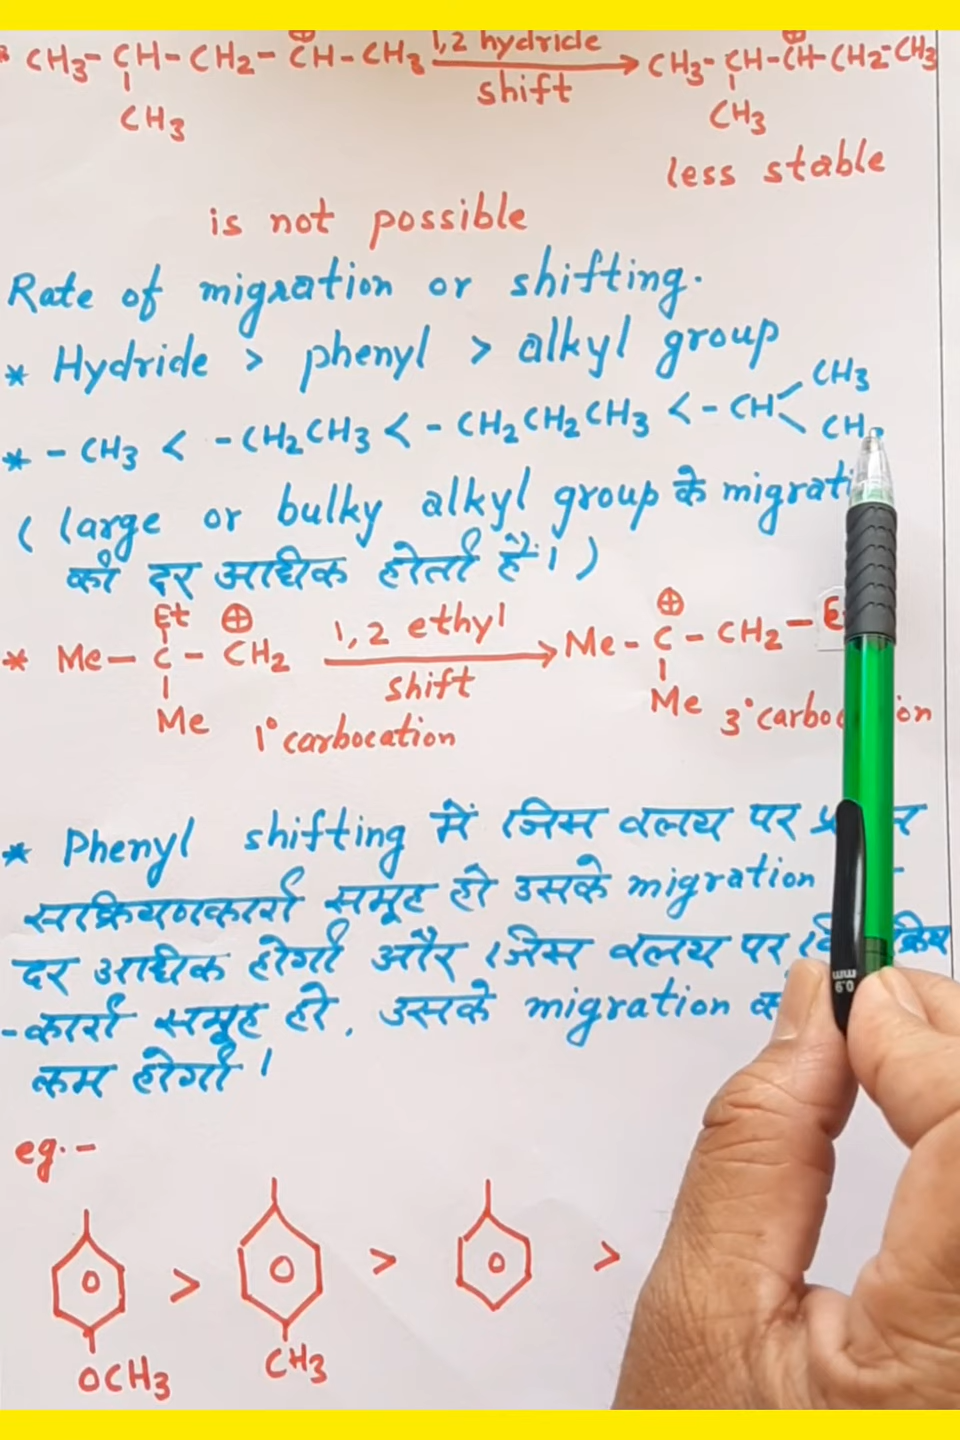 CH3-CH-CH2-CH-CH3 1,2 hydride shift CH3-CH-CH-CH2-CH3
⊕ ⊕
CH3 CH3
less stable
is not possible
Rate of migration or shifting.
* Hydride > phenyl > alkyl group
* - CH3 < - CH2CH3 < - CH2CH2CH3 < - CH CH3
( large or bulky alkyl group के
की दर अधिक होती है। )
Et ⊕ ⊕
* Me - C - CH2 1,2 ethyl shift Me - C - CH2 -
Me 1° carbocation Me 3°
* Phenyl shifting में जिस वलय पर
सक्रियणकारी समूह हो उसके migration
दर अधिक होगी और जिस वलय पर
-कारी समूह हो, उसके migration
कम होगी।
eg.-
> > >
OCH3 CH3